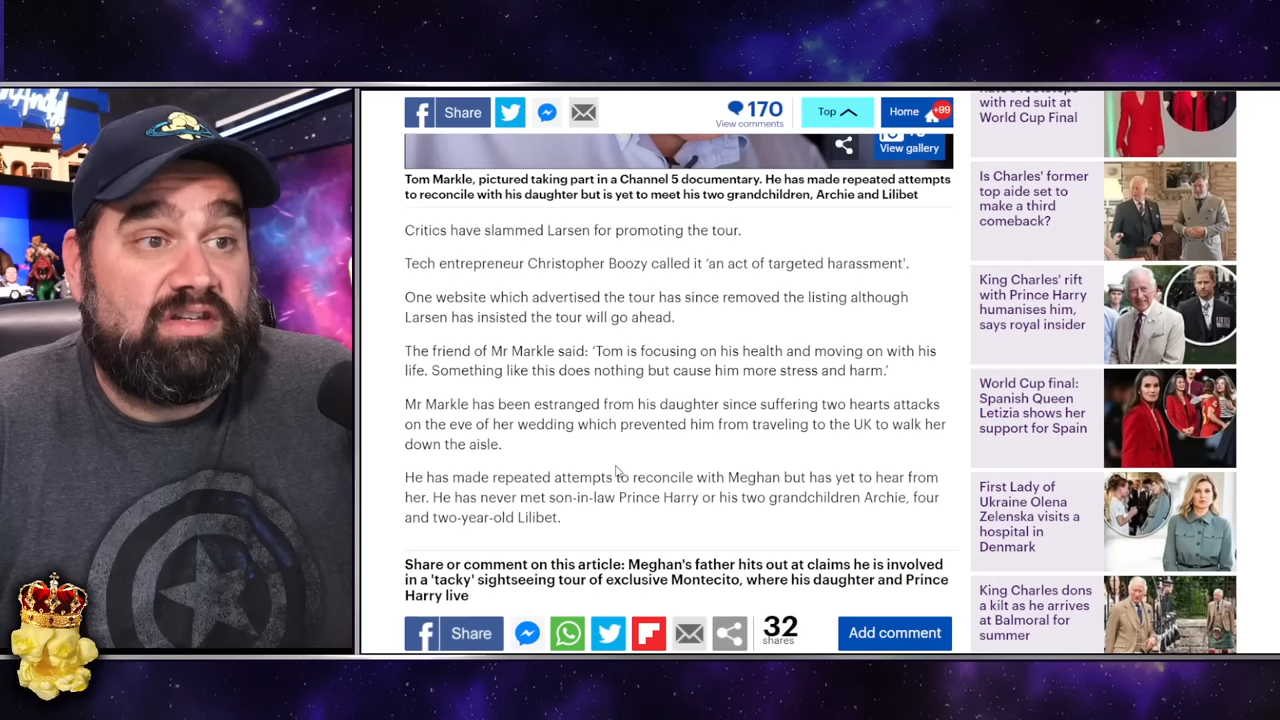 Share
170
View comments
Top
Home
+99
View gallery
Tom Markle, pictured taking part in a Channel 5 documentary. He has made repeated attempts
to reconcile with his daughter but is yet to meet his two grandchildren, Archie and Lilibet
Critics have slammed Larsen for promoting the tour.
Tech entrepreneur Christopher Boozy called it 'an act of targeted harassment'.
One website which advertised the tour has since removed the listing although
Larsen has insisted the tour will go ahead.
The friend of Mr Markle said: 'Tom is focusing on his health and moving on with his
life. Something like this does nothing but cause him more stress and harm.'
Mr Markle has been estranged from his daughter since suffering two hearts attacks
on the eve of her wedding which prevented him from traveling to the UK to walk her
down the aisle.
He has made repeated attempts to reconcile with Meghan but has yet to hear from
her. He has never met son-in-law Prince Harry or his two grandchildren Archie, four
and two-year-old Lilibet.
Share or comment on this article: Meghan's father hits out at claims he is involved
in a 'tacky' sightseeing tour of exclusive Montecito, where his daughter and Prince
Harry live
Share
32
shares
Add comment
with red suit at
World Cup Final
Is Charles' former
top aide set to
make a third
comeback?
King Charles' rift
with Prince Harry
humanises him,
says royal insider
World Cup final:
Spanish Queen
Letizia shows her
support for Spain
First Lady of
Ukraine Olena
Zelenska visits a
hospital in
Denmark
King Charles dons
a kilt as he arrives
at Balmoral for
summer